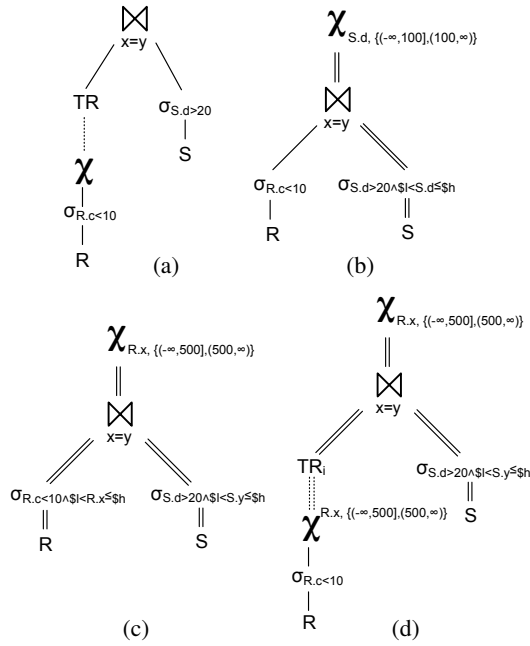 x=y
TR
σS.d>20
S
χ
σR.c<10
R
(a)
χS.d, {(-∞,100],(100,∞)}
x=y
σR.c<10
σS.d>20∧$l<S.d≤$h
R
S
(b)
χR.x, {(-∞,500],(500,∞)}
x=y
σR.c<10∧$l<R.x≤$h
σS.d>20∧$l<S.y≤$h
R
S
(c)
χR.x, {(-∞,500],(500,∞)}
x=y
TRi
σS.d>20∧$l<S.y≤$h
S
χR.x, {(-∞,500],(500,∞)}
σR.c<10
R
(d)